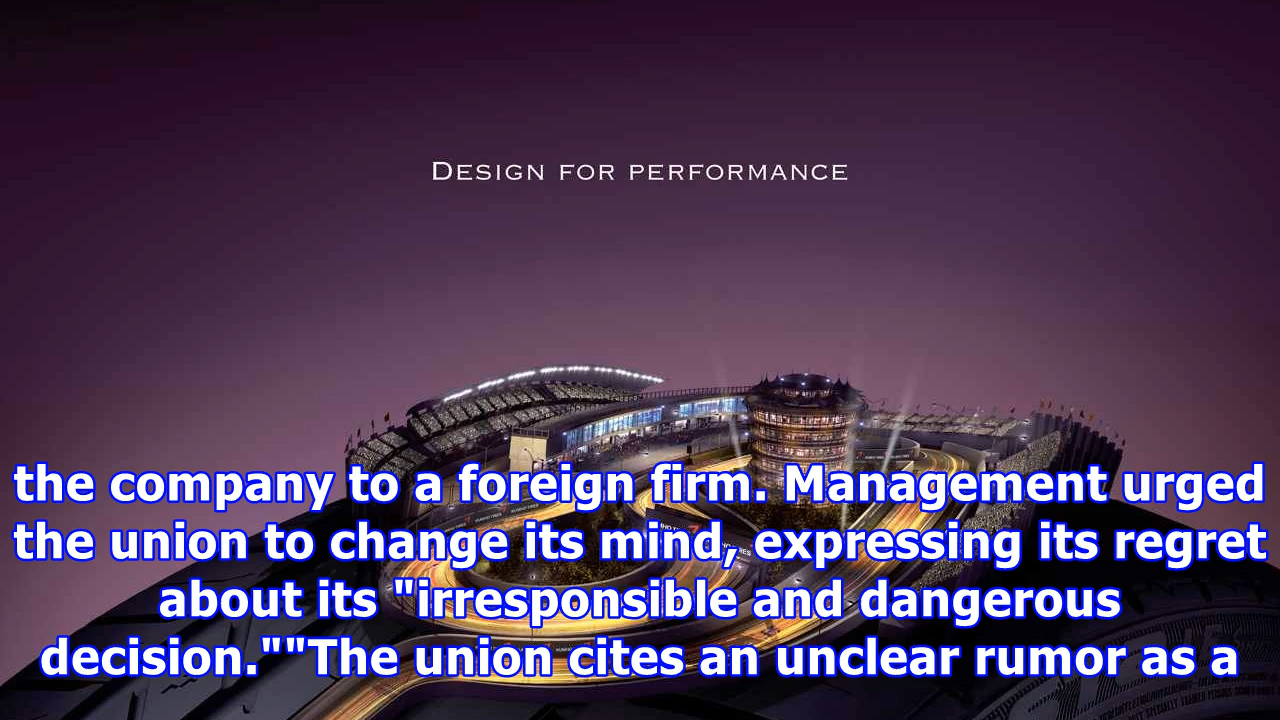 DESIGN FOR PERFORMANCE
the company to a foreign firm. Management urged
the union to change its mind, expressing its regret
about its "irresponsible and dangerous
decision.""The union cites an unclear rumor as a